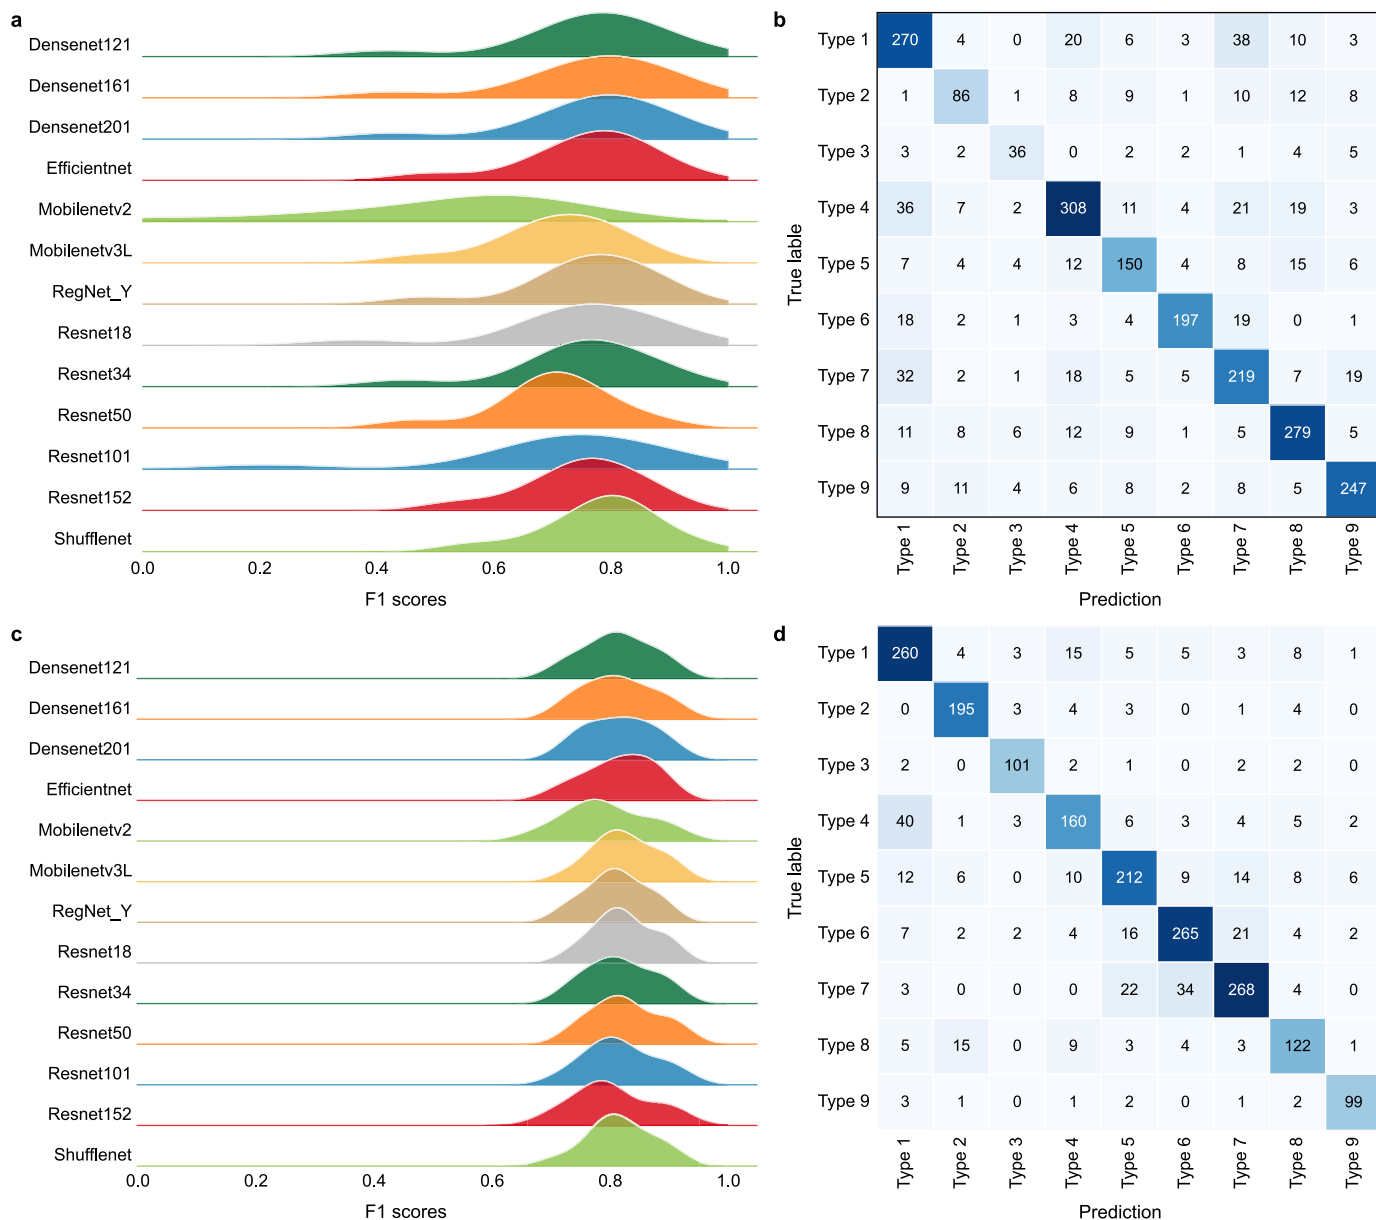 a
Densenet121
Densenet161
Densenet201
Efficientnet
Mobilenetv2
Mobilenetv3L
RegNet_Y
Resnet18
Resnet34
Resnet50
Resnet101
Resnet152
Shufflenet
0.0 0.2 0.4 0.6 0.8 1.0
F1 scores
b
True lable
Type 1 270 4 0 20 6 3 38 10 3
Type 2 1 86 1 8 9 1 10 12 8
Type 3 3 2 36 0 2 2 1 4 5
Type 4 36 7 2 308 11 4 21 19 3
Type 5 7 4 4 12 150 4 8 15 6
Type 6 18 2 1 3 4 197 19 0 1
Type 7 32 2 1 18 5 5 219 7 19
Type 8 11 8 6 12 9 1 5 279 5
Type 9 9 11 4 6 8 2 8 5 247
Type 1 Type 2 Type 3 Type 4 Type 5 Type 6 Type 7 Type 8 Type 9
Prediction
c
Densenet121
Densenet161
Densenet201
Efficientnet
Mobilenetv2
Mobilenetv3L
RegNet_Y
Resnet18
Resnet34
Resnet50
Resnet101
Resnet152
Shufflenet
0.0 0.2 0.4 0.6 0.8 1.0
F1 scores
d
True lable
Type 1 260 4 3 15 5 5 3 8 1
Type 2 0 195 3 4 3 0 1 4 0
Type 3 2 0 101 2 1 0 2 2 0
Type 4 40 1 3 160 6 3 4 5 2
Type 5 12 6 0 10 212 9 14 8 6
Type 6 7 2 2 4 16 265 21 4 2
Type 7 3 0 0 0 22 34 268 4 0
Type 8 5 15 0 9 3 4 3 122 1
Type 9 3 1 0 1 2 0 1 2 99
Type 1 Type 2 Type 3 Type 4 Type 5 Type 6 Type 7 Type 8 Type 9
Prediction